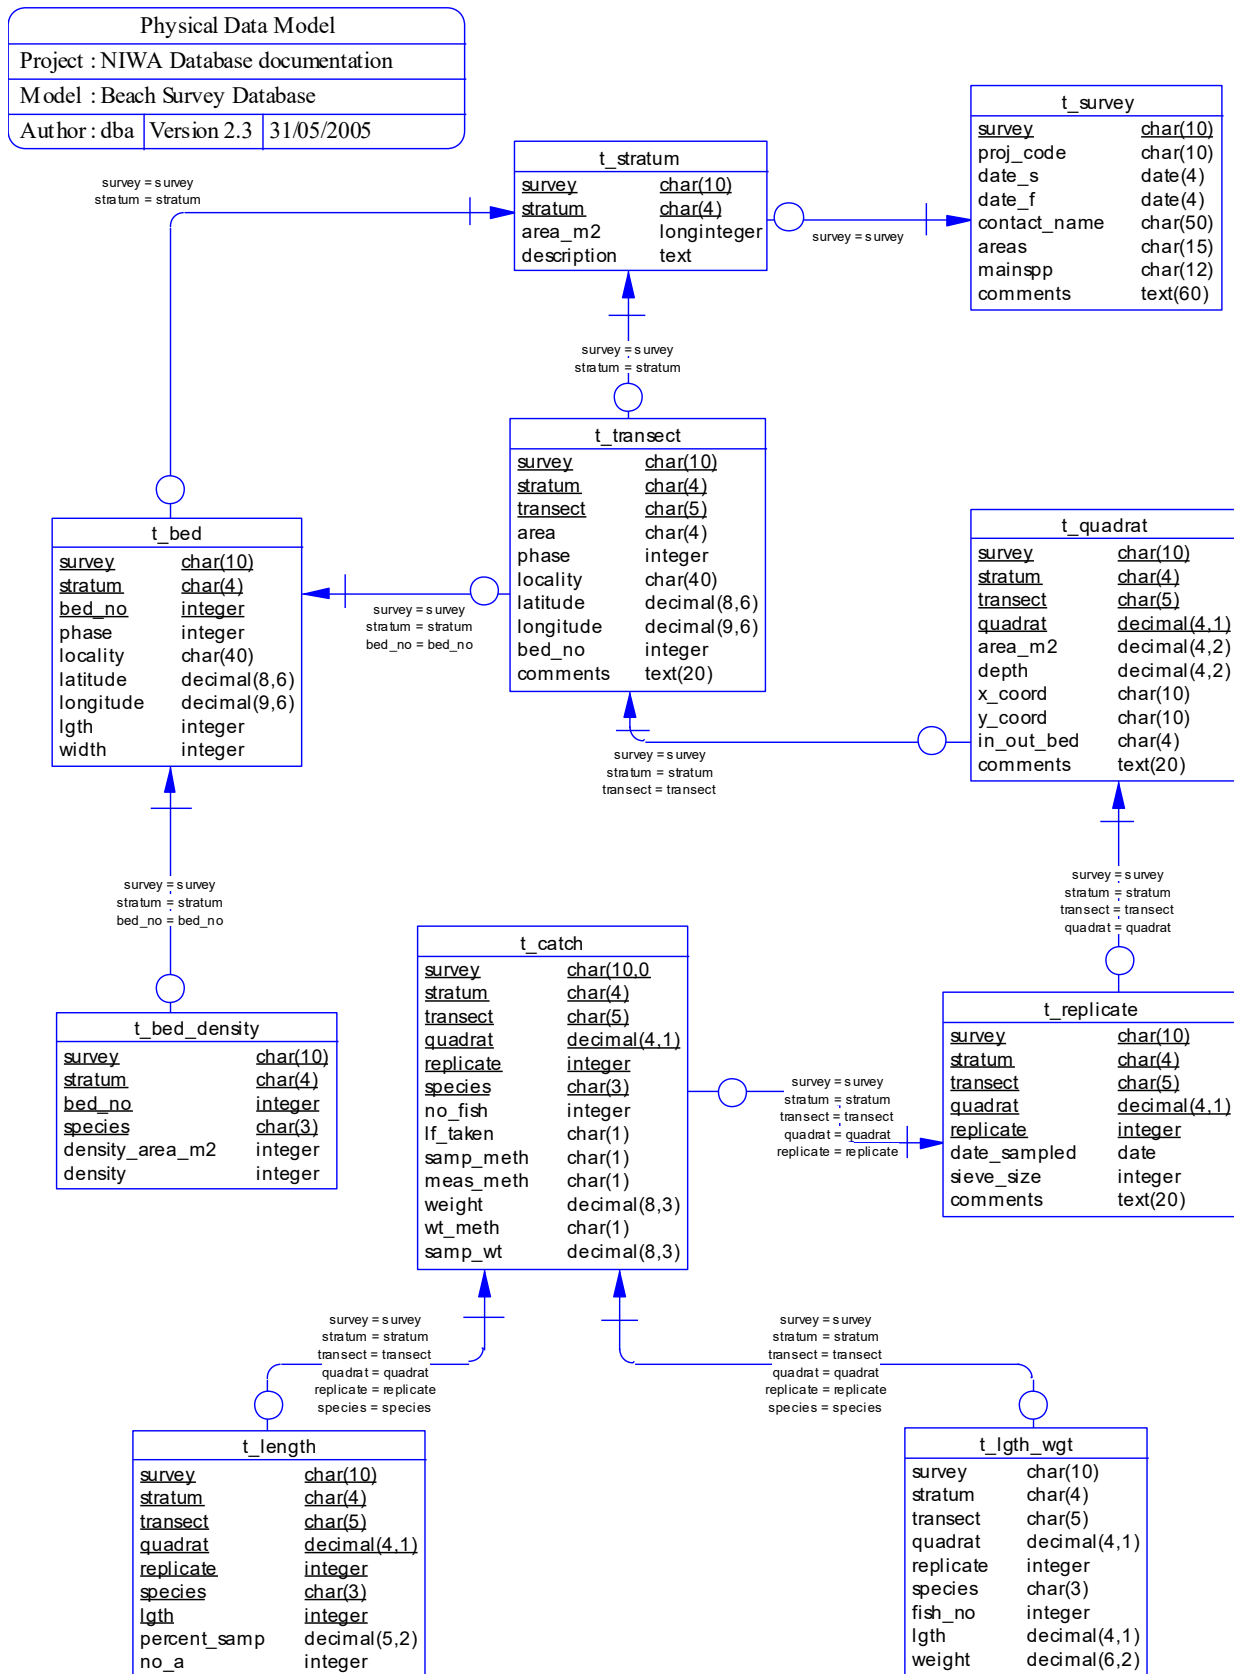 Physical Data Model
Project : NIWA Database documentation
Model : Beach Survey Database
Author : dba Version 2.3 31/05/2005
t_survey
survey char(10)
proj_code char(10)
date_s date(4)
date_f date(4)
contact_name char(50)
areas char(15)
mainspp char(12)
comments text(60)
t_stratum
survey char(10)
stratum char(4)
area_m2 longinteger
description text
survey = survey
stratum = stratum
survey = survey
survey = survey
stratum = stratum
t_transect
survey char(10)
stratum char(4)
transect char(5)
area char(4)
phase integer
locality char(40)
latitude decimal(8,6)
longitude decimal(9,6)
bed_no integer
comments text(20)
t_bed
survey char(10)
stratum char(4)
bed_no integer
phase integer
locality char(40)
latitude decimal(8,6)
longitude decimal(9,6)
lgth integer
width integer
survey = survey
stratum = stratum
bed_no = bed_no
t_quadrat
survey char(10)
stratum char(4)
transect char(5)
quadrat decimal(4,1)
area_m2 decimal(4,2)
depth decimal(4,2)
x_coord char(10)
y_coord char(10)
in_out_bed char(4)
comments text(20)
survey = survey
stratum = stratum
transect = transect
survey = survey
stratum = stratum
bed_no = bed_no
survey = survey
stratum = stratum
transect = transect
quadrat = quadrat
t_catch
survey char(10,0
stratum char(4)
transect char(5)
quadrat decimal(4,1)
replicate integer
species char(3)
no_fish integer
lf_taken char(1)
samp_meth char(1)
meas_meth char(1)
weight decimal(8,3)
wt_meth char(1)
samp_wt decimal(8,3)
t_bed_density
survey char(10)
stratum char(4)
bed_no integer
species char(3)
density_area_m2 integer
density integer
survey = survey
stratum = stratum
transect = transect
quadrat = quadrat
replicate = replicate
t_replicate
survey char(10)
stratum char(4)
transect char(5)
quadrat decimal(4,1)
replicate integer
date_sampled date
sieve_size integer
comments text(20)
survey = survey
stratum = stratum
transect = transect
quadrat = quadrat
replicate = replicate
species = species
survey = survey
stratum = stratum
transect = transect
quadrat = quadrat
replicate = replicate
species = species
t_length
survey char(10)
stratum char(4)
transect char(5)
quadrat decimal(4,1)
replicate integer
species char(3)
lgth integer
percent_samp decimal(5,2)
no_a integer
t_lgth_wgt
survey char(10)
stratum char(4)
transect char(5)
quadrat decimal(4,1)
replicate integer
species char(3)
fish_no integer
lgth decimal(4,1)
weight decimal(6,2)